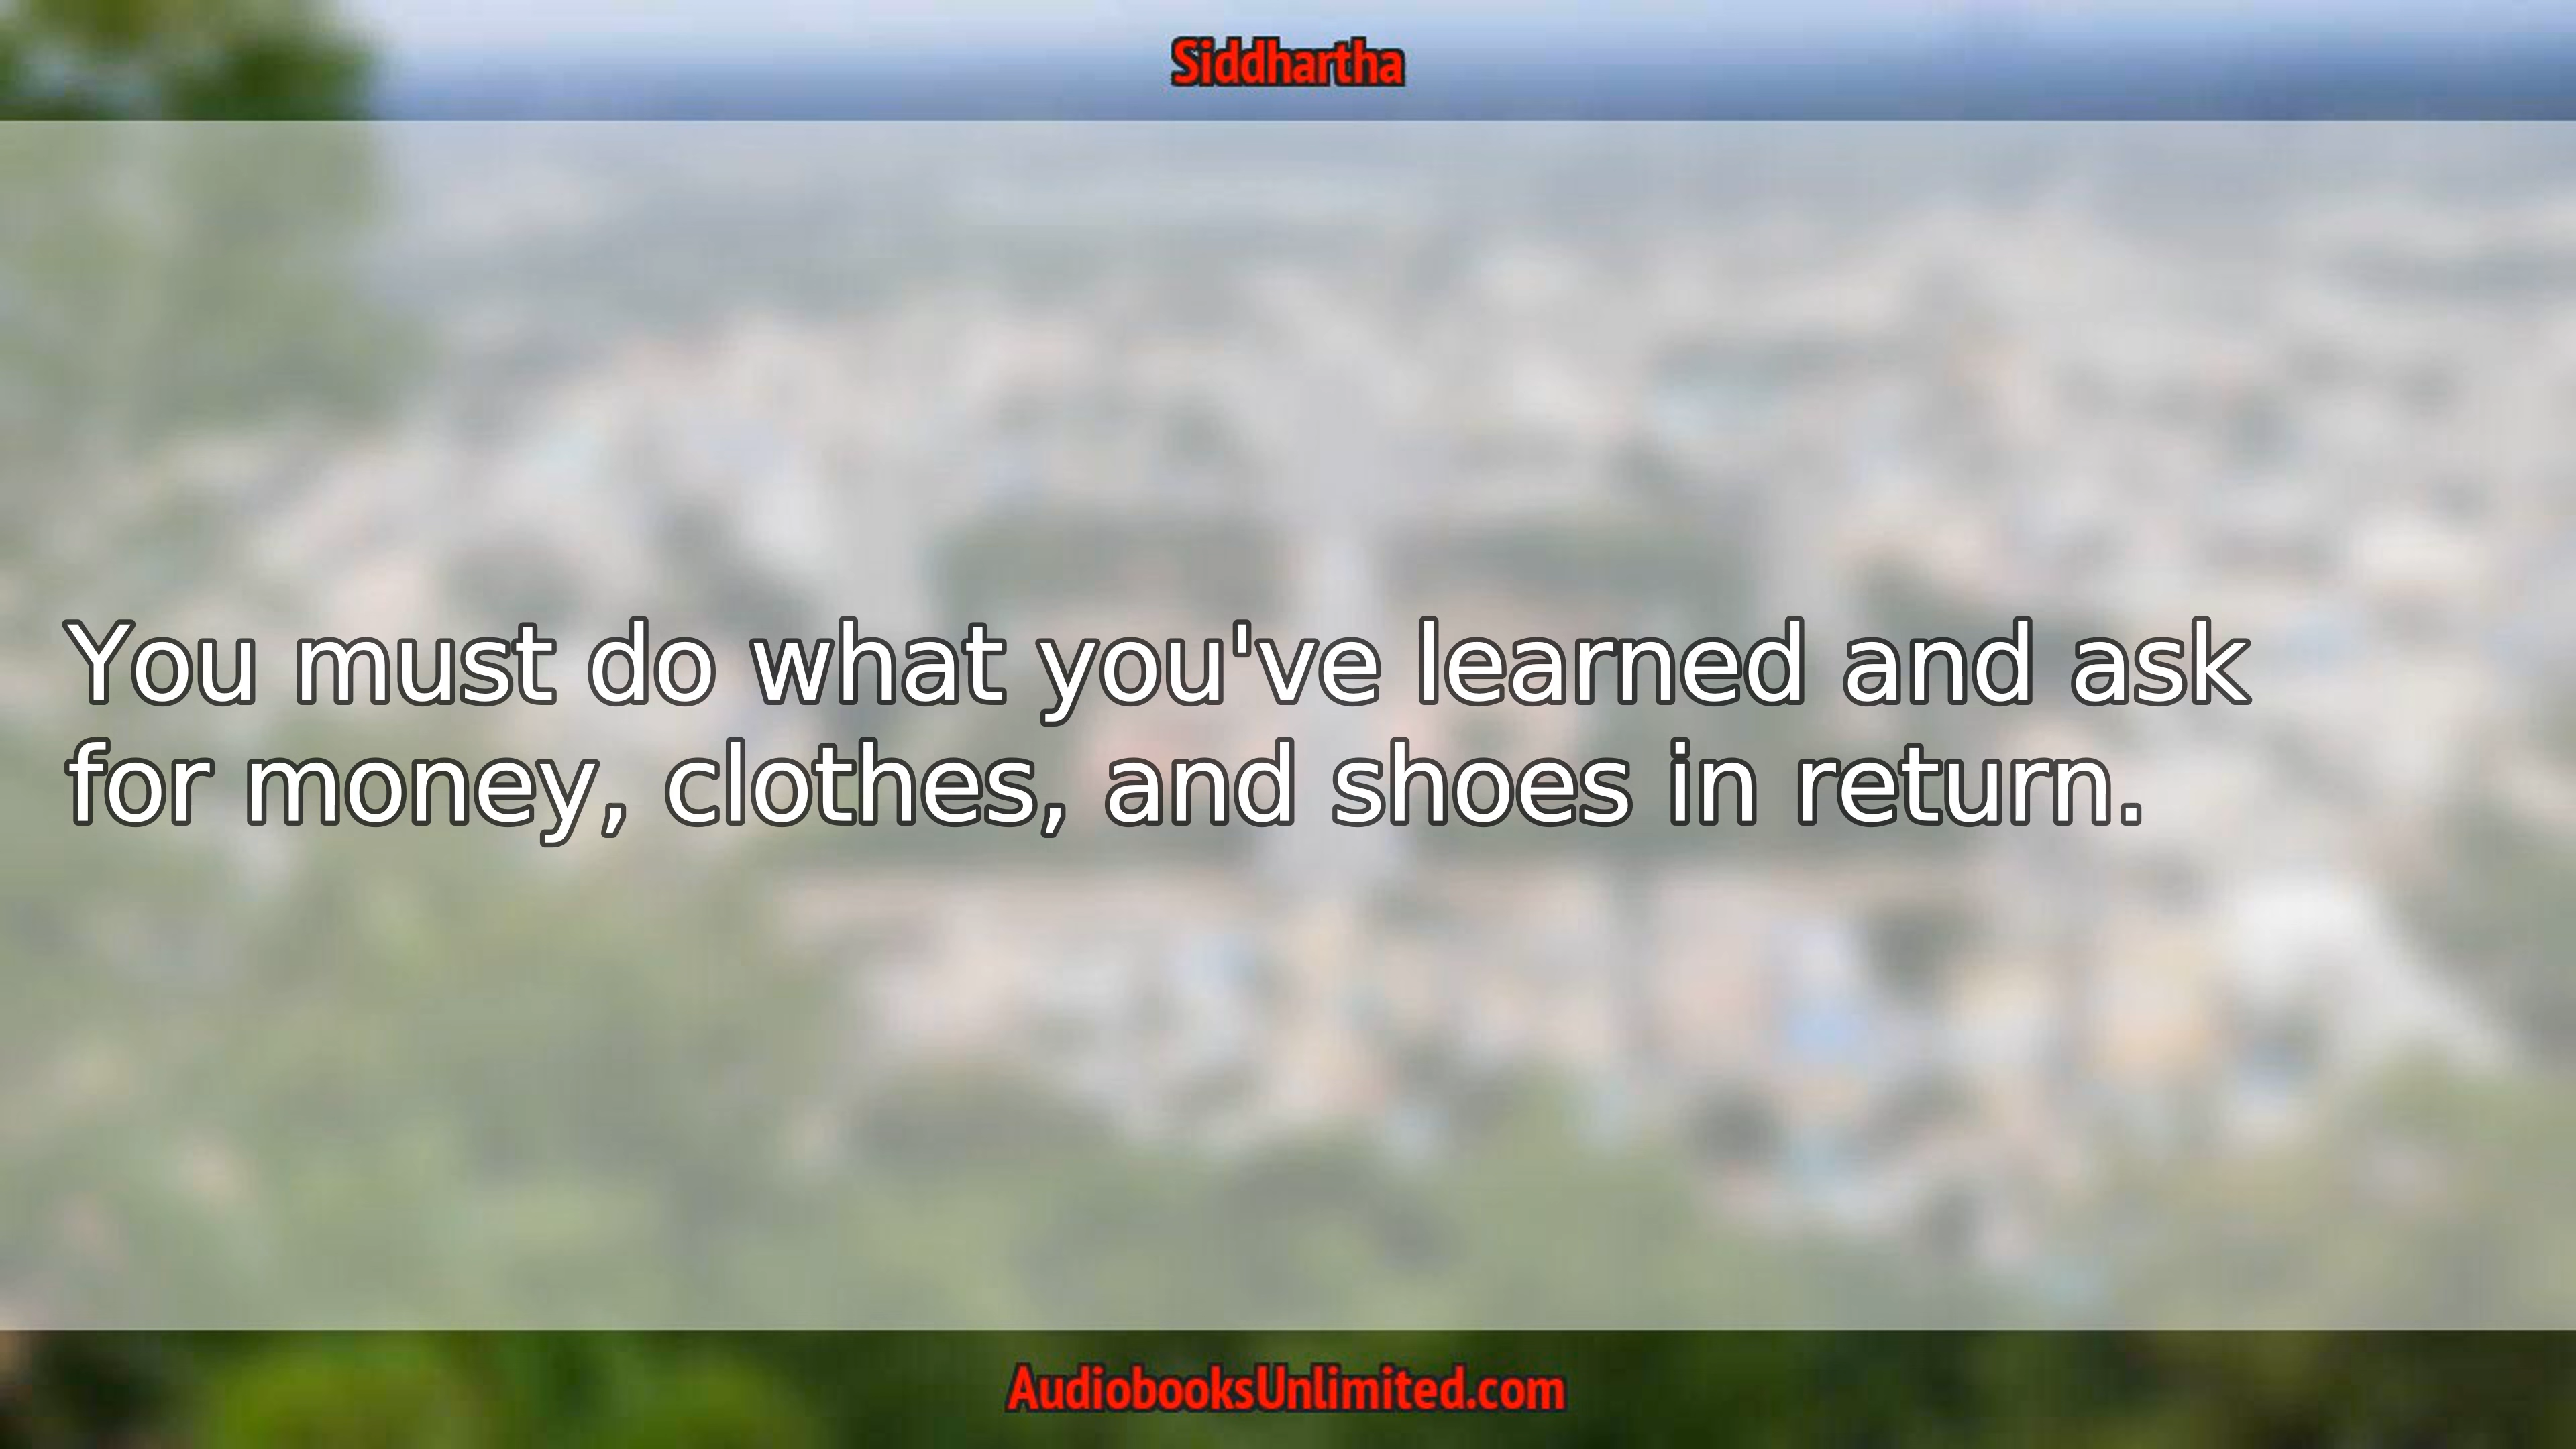 Siddhartha
You must do what you've learned and ask
for money, clothes, and shoes in return.
AudiobooksUnlimited.com